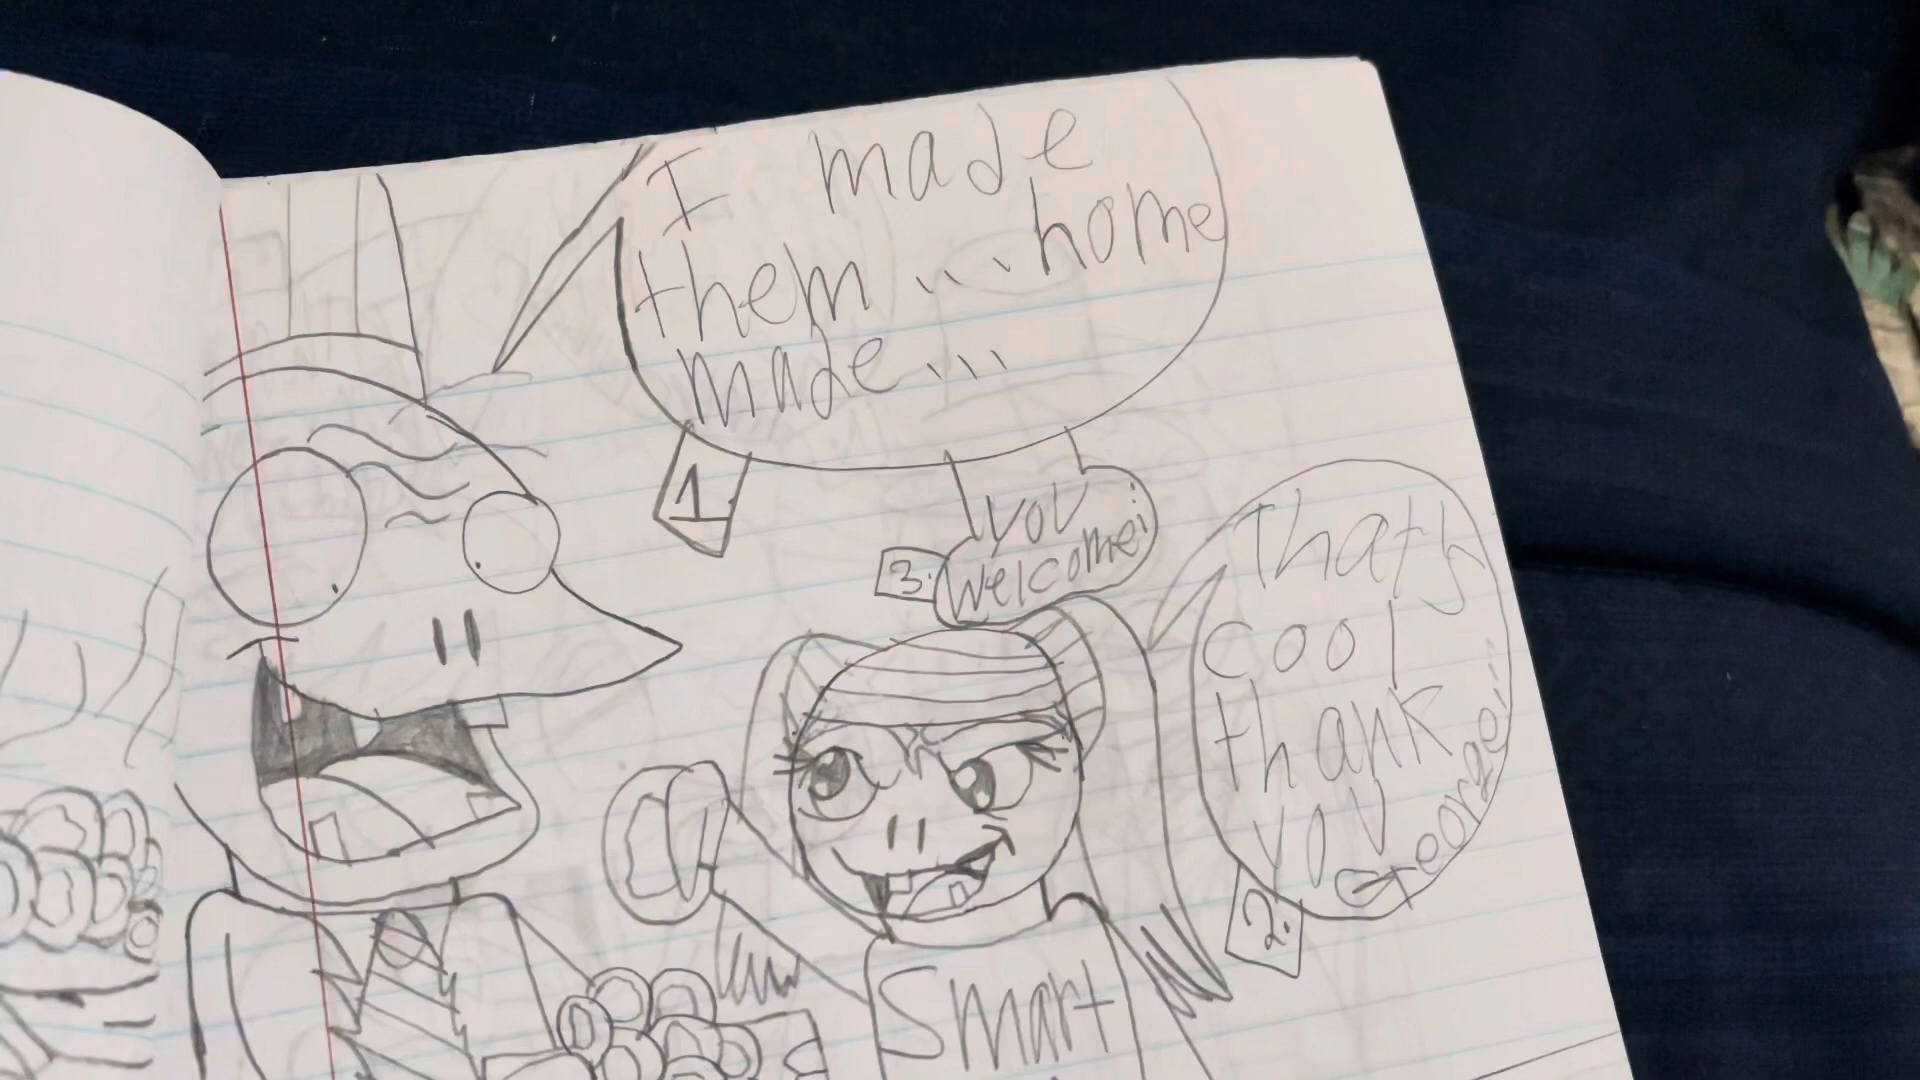 I made
them...home
made...
1
That's
cool
thank
you
George...
2.
3.
you
welcome!
Smart